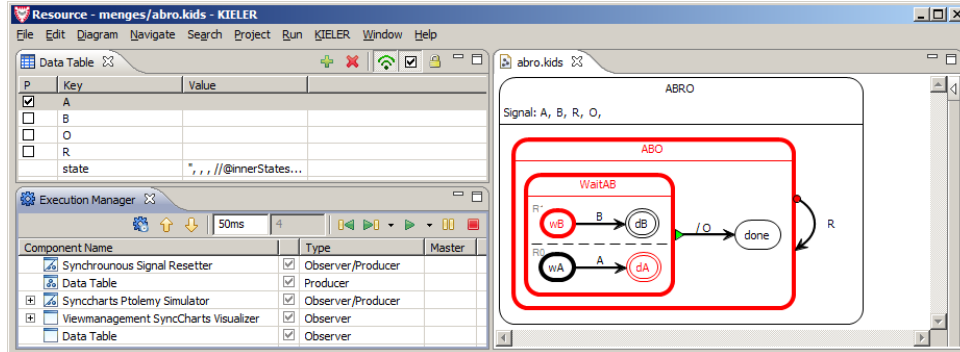 Resource - menges/abro.kids - KIELER
File Edit Diagram Navigate Search Project Run KIELER Window Help
Data Table
P Key Value
A
B
O
R
state ", , , //@innerStates...
Execution Manager
50ms 4
Component Name Type Master
Synchrounous Signal Resetter Observer/Producer
Data Table Producer
Synccharts Ptolemy Simulator Observer/Producer
Viewmanagement SyncCharts Visualizer Observer
Data Table Observer
abro.kids
ABRO
Signal: A, B, R, O,
ABO
WaitAB
R1
wB B dB
/ O done R
R0
wA A dA